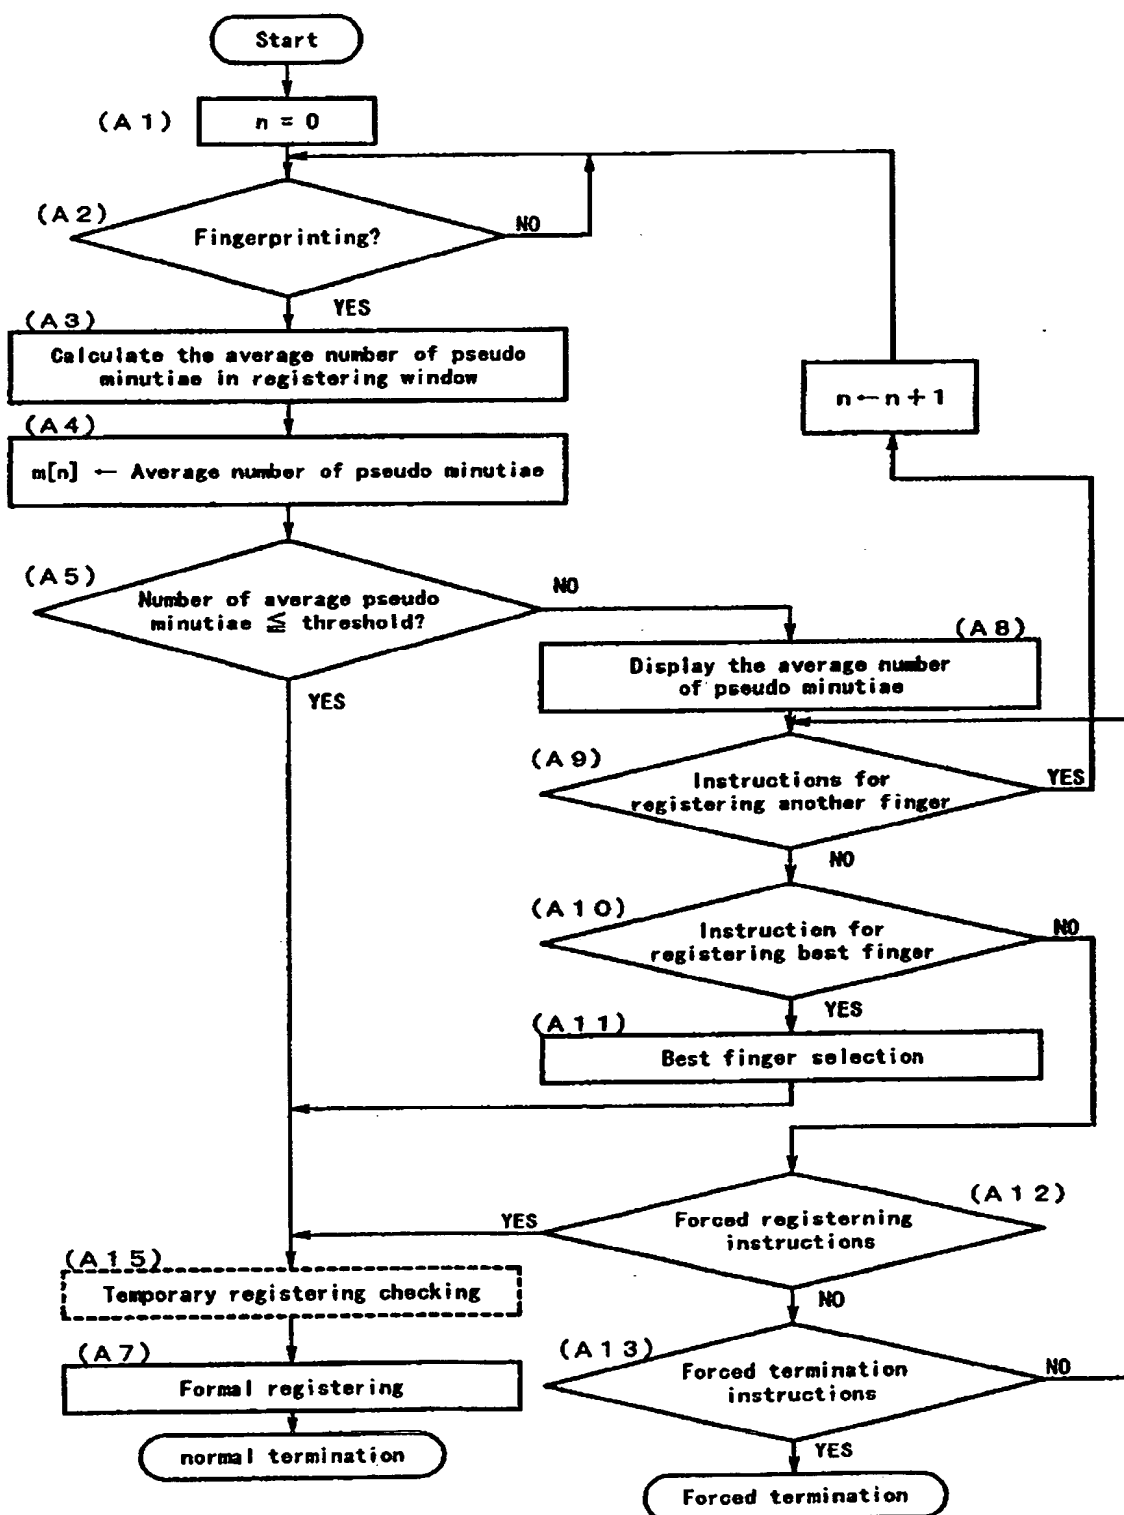 Start
(A1)
n = 0
(A2)
Fingerprinting?
NO
YES
(A3)
Calculate the average number of pseudo
minutiae in registering window
n←n+1
(A4)
m[n] ← Average number of pseudo minutiae
(A5)
Number of average pseudo
minutiae ≦ threshold?
NO
YES
(A8)
Display the average number
of pseudo minutiae
(A9)
Instructions for
registering another finger
YES
NO
(A10)
Instruction for
registering best finger
NO
YES
(A11)
Best finger selection
(A12)
Forced registerning
instructions
YES
NO
(A15)
Temporary registering checking
(A7)
Formal registering
normal termination
(A13)
Forced termination
instructions
NO
YES
Forced termination